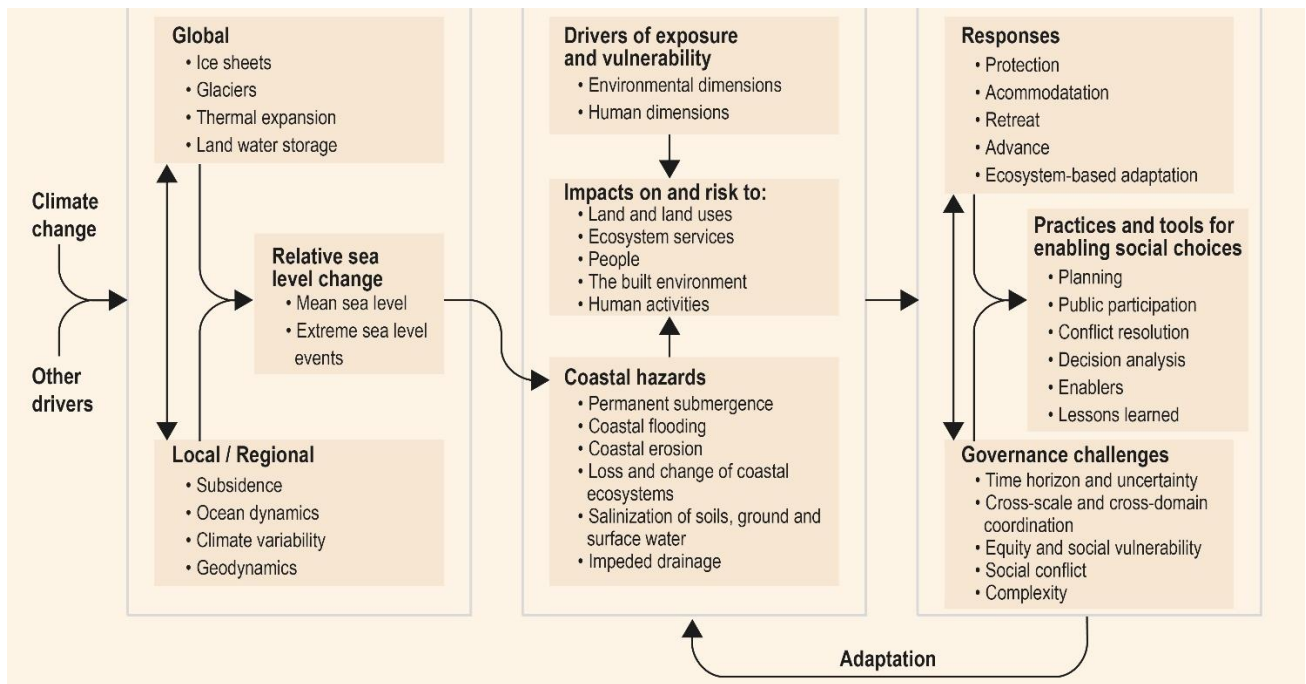 Climate
change
Other
drivers
Global
• Ice sheets
• Glaciers
• Thermal expansion
• Land water storage
Relative sea
level change
• Mean sea level
• Extreme sea level
events
Local / Regional
• Subsidence
• Ocean dynamics
• Climate variability
• Geodynamics
Drivers of exposure
and vulnerability
• Environmental dimensions
• Human dimensions
Impacts on and risk to:
• Land and land uses
• Ecosystem services
• People
• The built environment
• Human activities
Coastal hazards
• Permanent submergence
• Coastal flooding
• Coastal erosion
• Loss and change of coastal
ecosystems
• Salinization of soils, ground and
surface water
• Impeded drainage
Responses
• Protection
• Acommodatation
• Retreat
• Advance
• Ecosystem-based adaptation
Practices and tools for
enabling social choices
• Planning
• Public participation
• Conflict resolution
• Decision analysis
• Enablers
• Lessons learned
Governance challenges
• Time horizon and uncertainty
• Cross-scale and cross-domain
coordination
• Equity and social vulnerability
• Social conflict
• Complexity
Adaptation